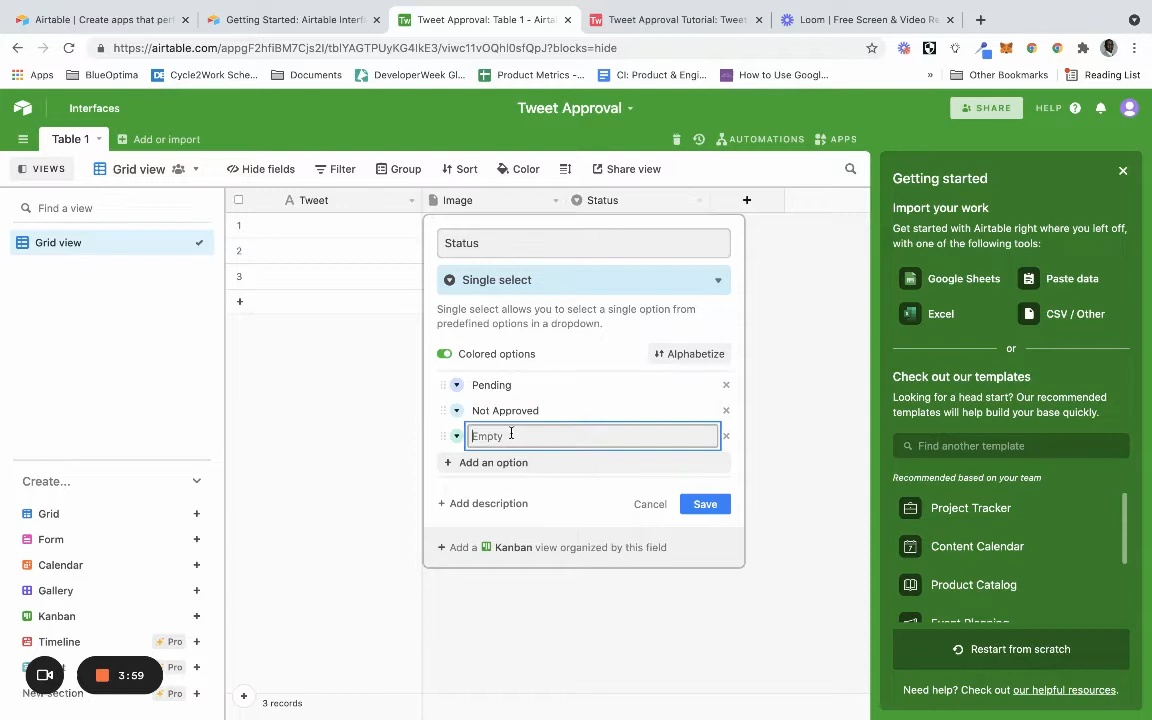 Airtable | Create apps that perf
Getting Started: Airtable Interfa
Tweet Approval: Table 1 - Airta
Tweet Approval Tutorial: Tweet
Loom | Free Screen & Video Re
https://airtable.com/appgF2hfiBM7Cjs2I/tblYAGTPUyKG4IkE3/viwc11vOQhl0sfQpJ?blocks=hide
Apps
BlueOptima
Cycle2Work Sche...
Documents
DeveloperWeek Gl...
Product Metrics -...
CI: Product & Engi...
How to Use Googl...
»
Other Bookmarks
Reading List
Interfaces
Tweet Approval
SHARE
HELP
Table 1
Add or import
AUTOMATIONS
APPS
VIEWS
Grid view
Hide fields
Filter
Group
Sort
Color
Share view
Find a view
Grid view
Create...
Grid
Form
Calendar
Gallery
Kanban
Timeline
Pro
Pro
New section
Pro
3:59
Tweet
Image
Status
1
2
3
3 records
Status
Single select
Single select allows you to select a single option from
predefined options in a dropdown.
Colored options
Alphabetize
Pending
Not Approved
Empty
Add an option
Add description
Cancel
Save
Add a Kanban view organized by this field
Getting started
Import your work
Get started with Airtable right where you left off,
with one of the following tools:
Google Sheets
Paste data
Excel
CSV / Other
or
Check out our templates
Looking for a head start? Our recommended
templates will help build your base quickly.
Find another template
Recommended based on your team
Project Tracker
Content Calendar
Product Catalog
Event Planning
Restart from scratch
Need help? Check out our helpful resources.